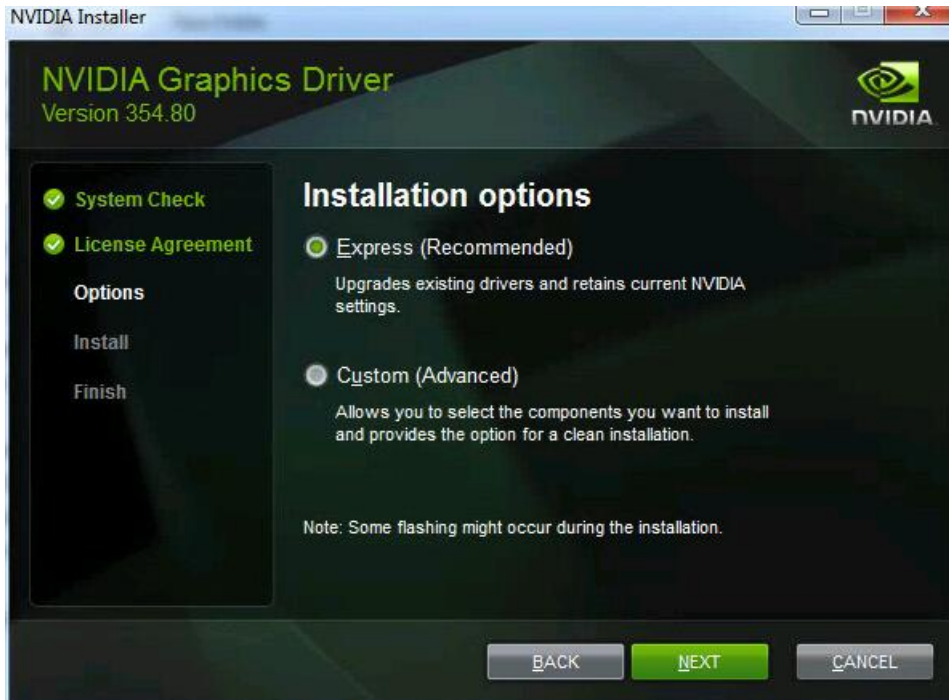 NVIDIA Installer
NVIDIA Graphics Driver
Version 354.80
NVIDIA
System Check
License Agreement
Options
Install
Finish
Installation options
Express (Recommended)
Upgrades existing drivers and retains current NVIDIA
settings.
Custom (Advanced)
Allows you to select the components you want to install
and provides the option for a clean installation.
Note: Some flashing might occur during the installation.
BACK
NEXT
CANCEL